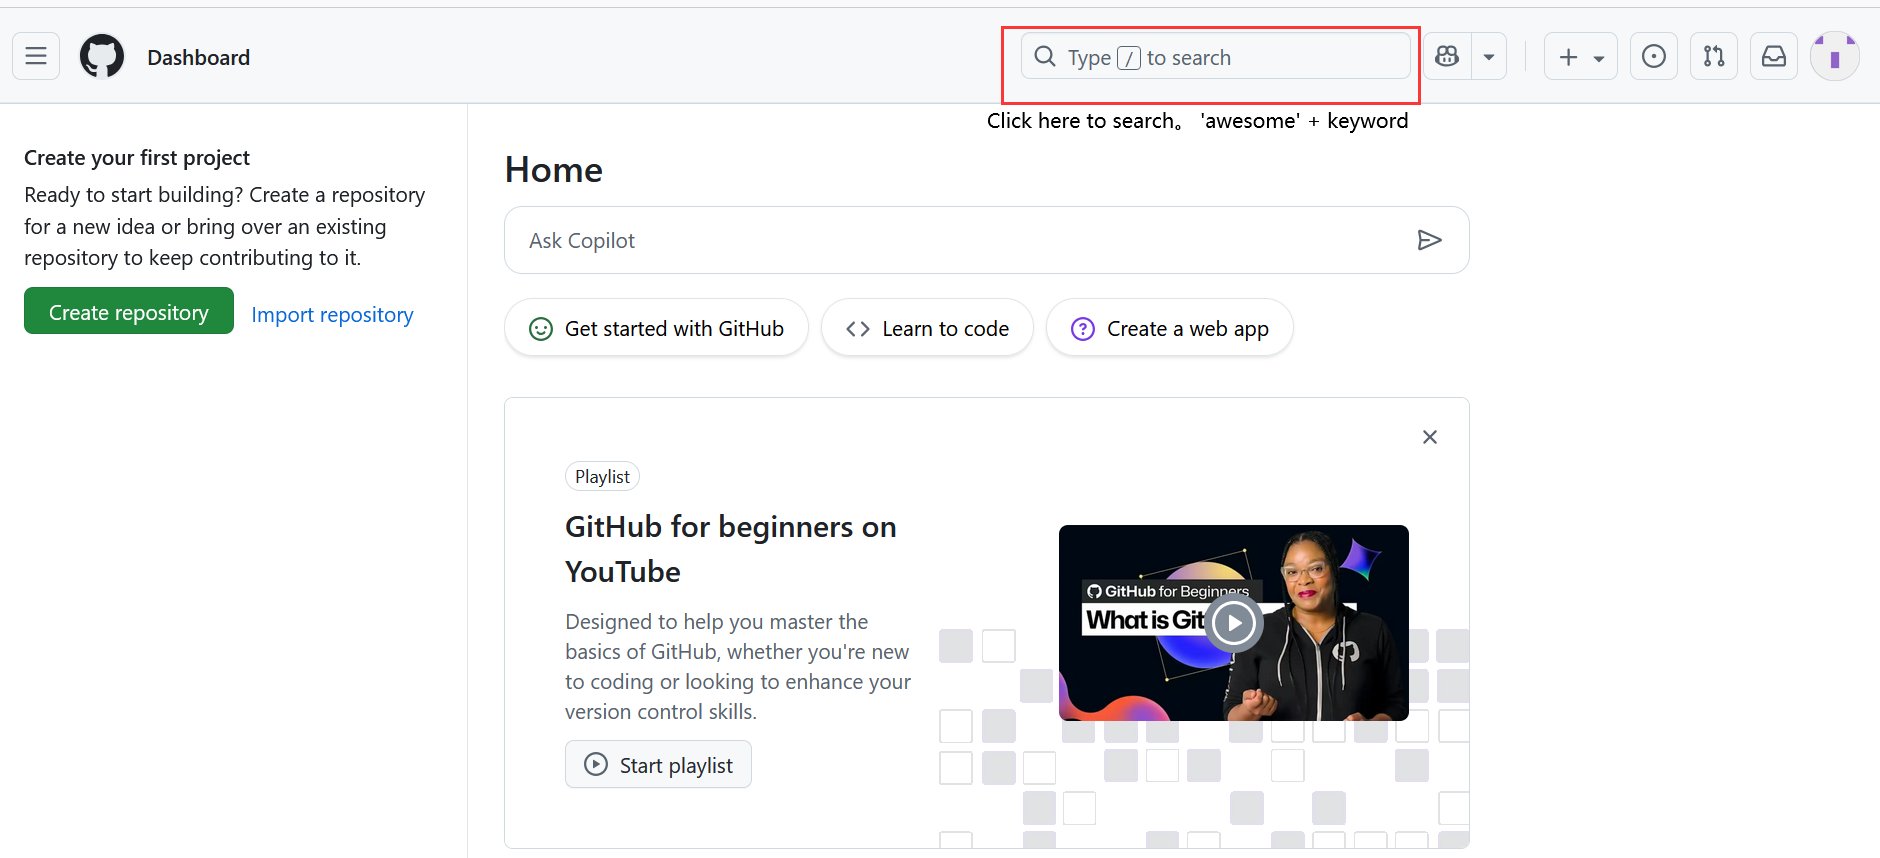 Dashboard
Type / to search
Click here to search。 'awesome' + keyword
Create your first project
Ready to start building? Create a repository
for a new idea or bring over an existing
repository to keep contributing to it.
Create repository
Import repository
Home
Ask Copilot
Get started with GitHub
Learn to code
Create a web app
Playlist
GitHub for beginners on
YouTube
Designed to help you master the
basics of GitHub, whether you're new
to coding or looking to enhance your
version control skills.
Start playlist
GitHub for Beginners
What is Git